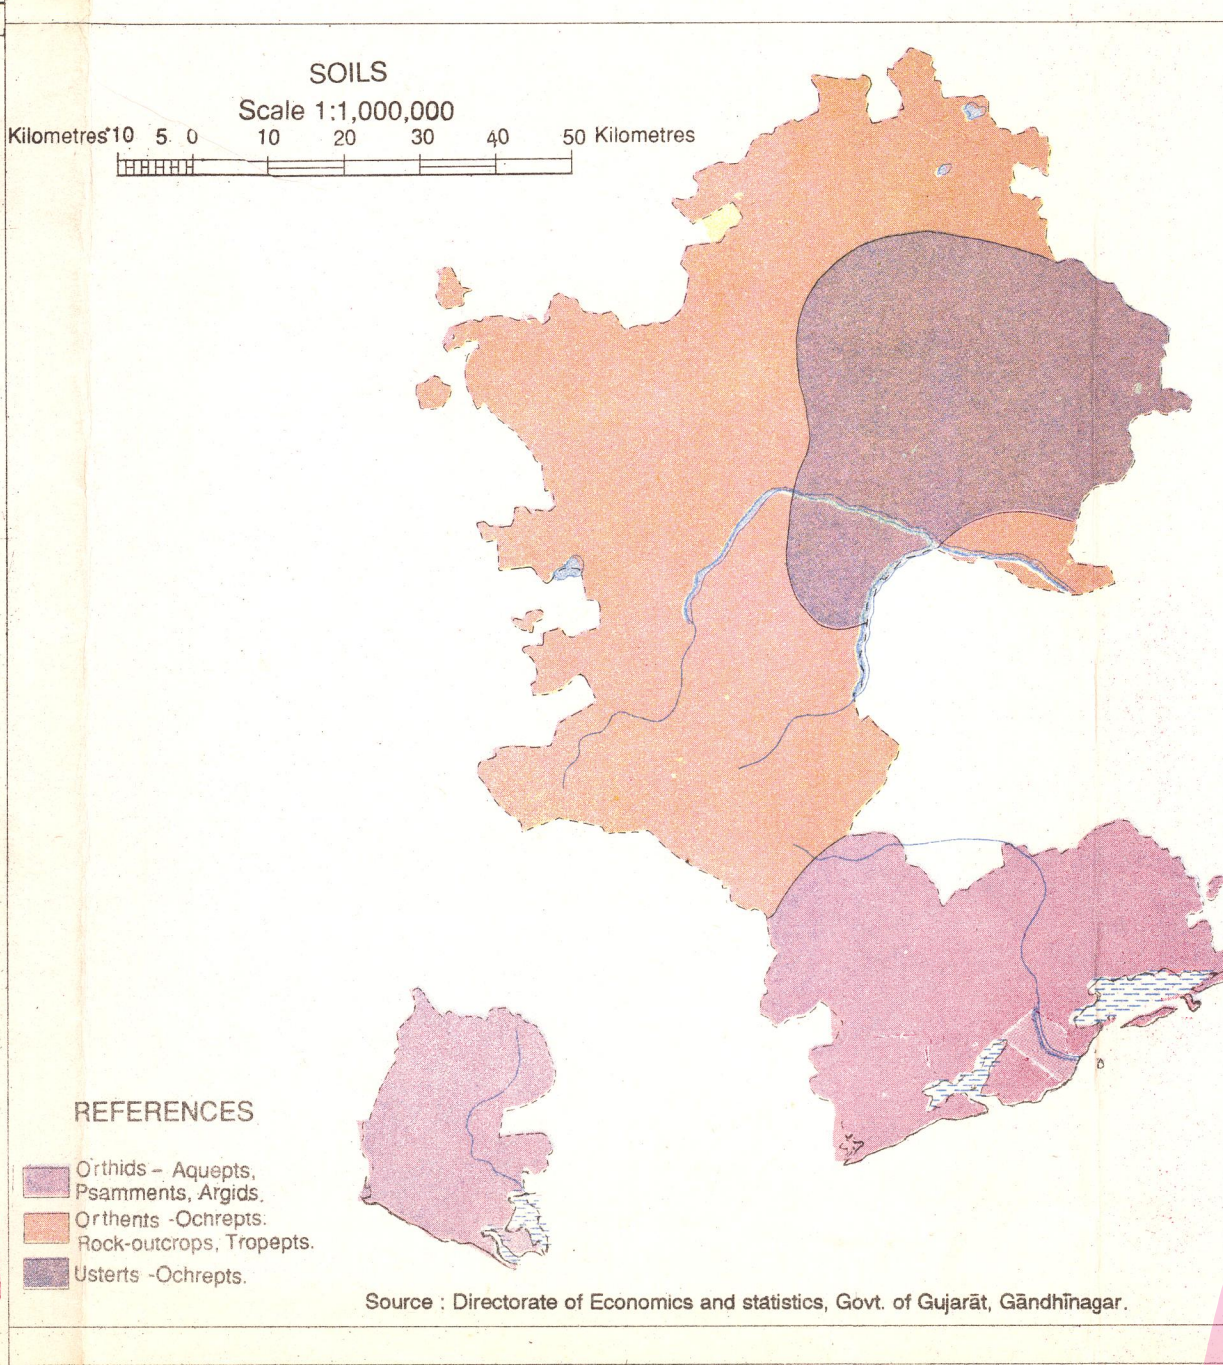 SOILS
Scale 1:1,000,000
Kilometres 10 5 0 10 20 30 40 50 Kilometres
REFERENCES
Orthids - Aquepts,
Psamments, Argids.
Orthents -Ochrepts:
Rock-outcrops, Tropepts.
Usterts -Ochrepts.
Source : Directorate of Economics and statistics, Govt. of Gujarāt, Gāndhīnagar.